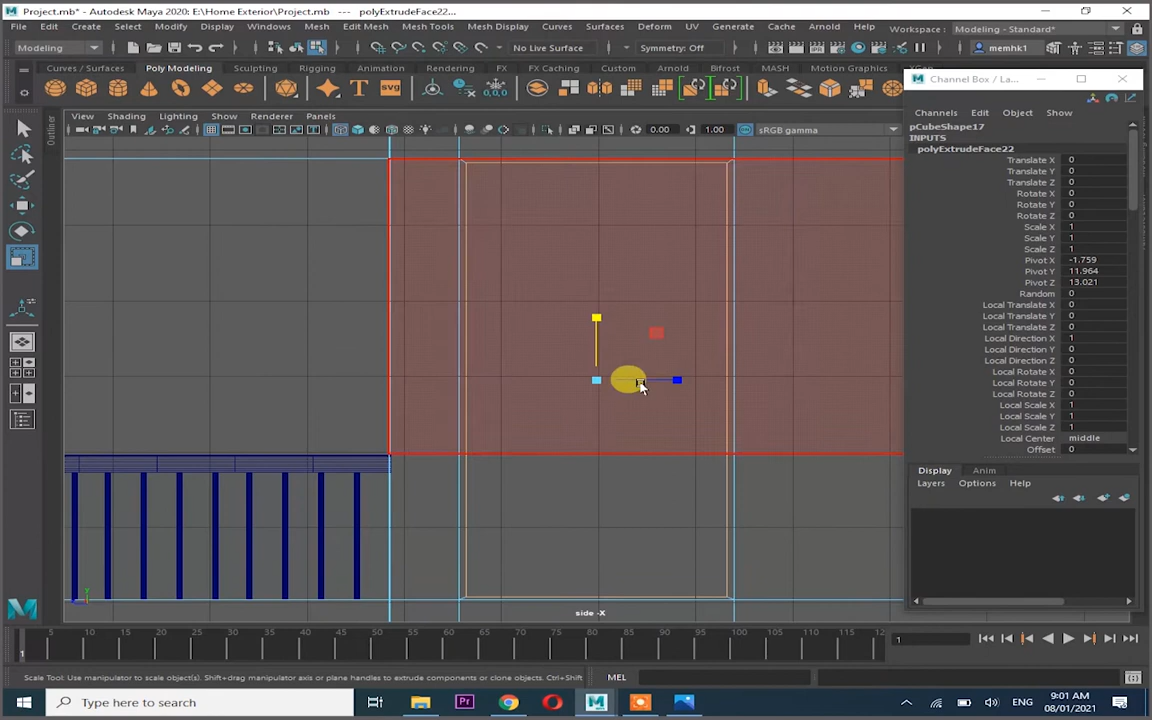 Project.mb* - Autodesk Maya 2020: E:\Home Exterior\Project.mb --- polyExtrudeFace22...
File Edit Create Select Modify Display Windows Mesh Edit Mesh Mesh Tools Mesh Display Curves Surfaces Deform UV Generate Cache Arnold Help Workspace: Modeling - Standard*
Modeling No Live Surface Symmetry: Off memhk1
Curves / Surfaces Poly Modeling Sculpting Rigging Animation Rendering FX FX Caching Custom Arnold Bifrost MASH Motion Graphics
svg
Channel Box / La...
View Shading Lighting Show Renderer Panels
Channels Edit Object Show
0.00 1.00 sRGB gamma
Outliner
pCubeShape17
INPUTS
polyExtrudeFace22
Translate X 0
Translate Y 0
Translate Z 0
Rotate X 0
Rotate Y 0
Rotate Z 0
Scale X 1
Scale Y 1
Scale Z 1
Pivot X -1.759
Pivot Y 11.964
Pivot Z 13.021
Random 0
Local Translate X 0
Local Translate Y 0
Local Translate Z 0
Local Direction X 1
Local Direction Y 0
Local Direction Z 0
Local Rotate X 0
Local Rotate Y 0
Local Rotate Z 0
Local Scale X 1
Local Scale Y 1
Local Scale Z 1
Local Center middle
Offset 0
Display Anim
Layers Options Help
side -X
5 10 15 20 25 30 35 40 45 50 55 60 65 70 75 80 85 90 95 100 105 110 115 12
1 1
Scale Tool: Use manipulator to scale object(s). Shift+drag manipulator axis or plane handles to extrude components or clone objects. Ctrl+Shift MEL
Type here to search
ENG
9:01 AM
08/01/2021